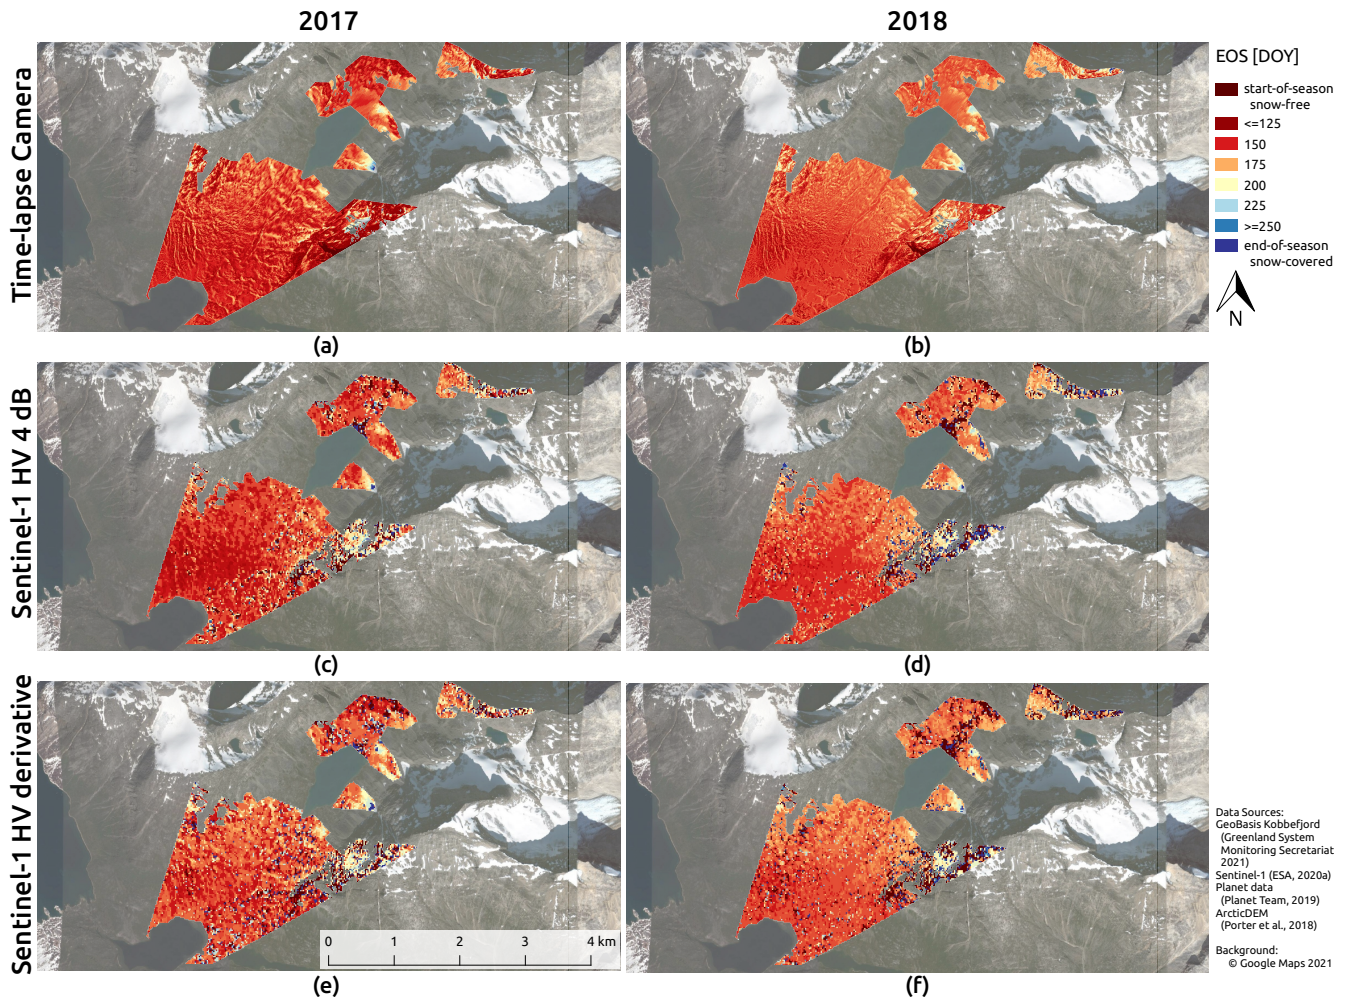 2017
2018
Time-lapse Camera
EOS [DOY]
start-of-season
snow-free
<=125
150
175
200
225
>=250
end-of-season
snow-covered
N
(a)
(b)
Sentinel-1 HV 4 dB
(c)
(d)
Sentinel-1 HV derivative
0 1 2 3 4 km
(e)
(f)
Data Sources:
GeoBasis Kobbefjord
(Greenland System
Monitoring Secretariat
2021)
Sentinel-1 (ESA, 2020a)
Planet data
(Planet Team, 2019)
ArcticDEM
(Porter et al., 2018)
Background:
© Google Maps 2021